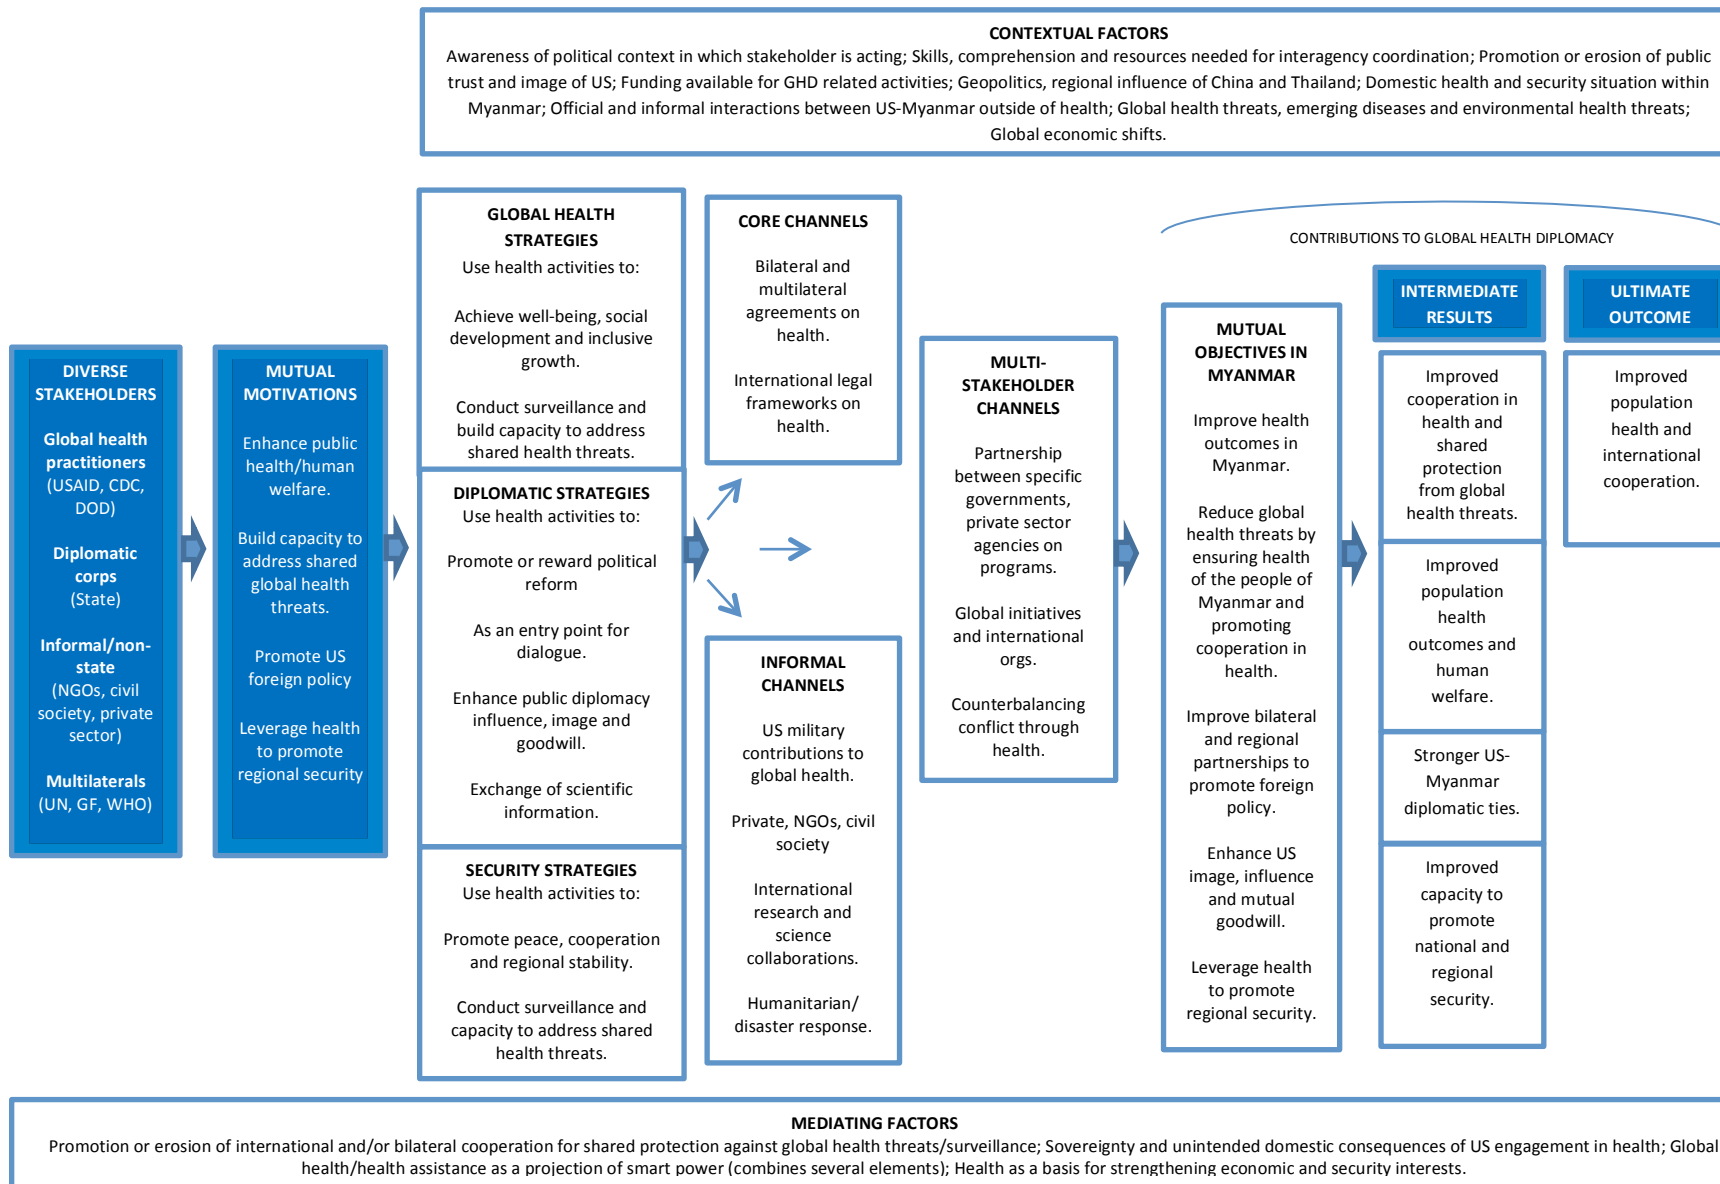 CONTEXTUAL FACTORS
Awareness of political context in which stakeholder is acting; Skills, comprehension and resources needed for interagency coordination; Promotion or erosion of public
trust and image of US; Funding available for GHD related activities; Geopolitics, regional influence of China and Thailand; Domestic health and security situation within
Myanmar; Official and informal interactions between US-Myanmar outside of health; Global health threats, emerging diseases and environmental health threats;
Global economic shifts.
DIVERSE
STAKEHOLDERS
Global health
practitioners
(USAID, CDC,
DOD)
Diplomatic
corps
(State)
Informal/non-
state
(NGOs, civil
society, private
sector)
Multilaterals
(UN, GF, WHO)
MUTUAL
MOTIVATIONS
Enhance public
health/human
welfare.
Build capacity to
address shared
global health
threats.
Promote US
foreign policy
Leverage health
to promote
regional security
GLOBAL HEALTH
STRATEGIES
Use health activities to:
Achieve well-being, social
development and inclusive
growth.
Conduct surveillance and
build capacity to address
shared health threats.
DIPLOMATIC STRATEGIES
Use health activities to:
Promote or reward political
reform
As an entry point for
dialogue.
Enhance public diplomacy
influence, image and
goodwill.
Exchange of scientific
information.
SECURITY STRATEGIES
Use health activities to:
Promote peace, cooperation
and regional stability.
Conduct surveillance and
capacity to address shared
health threats.
CORE CHANNELS
Bilateral and
multilateral
agreements on
health.
International legal
frameworks on
health.
INFORMAL
CHANNELS
US military
contributions to
global health.
Private, NGOs, civil
society
International
research and
science
collaborations.
Humanitarian/
disaster response.
MULTI-
STAKEHOLDER
CHANNELS
Partnership
between specific
governments,
private sector
agencies on
programs.
Global initiatives
and international
orgs.
Counterbalancing
conflict through
health.
CONTRIBUTIONS TO GLOBAL HEALTH DIPLOMACY
MUTUAL
OBJECTIVES IN
MYANMAR
Improve health
outcomes in
Myanmar.
Reduce global
health threats by
ensuring health
of the people of
Myanmar and
promoting
cooperation in
health.
Improve bilateral
and regional
partnerships to
promote foreign
policy.
Enhance US
image, influence
and mutual
goodwill.
Leverage health
to promote
regional security.
INTERMEDIATE
RESULTS
Improved
cooperation in
health and
shared
protection
from global
health threats.
Improved
population
health
outcomes and
human
welfare.
Stronger US-
Myanmar
diplomatic ties.
Improved
capacity to
promote
national and
regional
security.
ULTIMATE
OUTCOME
Improved
population
health and
international
cooperation.
MEDIATING FACTORS
Promotion or erosion of international and/or bilateral cooperation for shared protection against global health threats/surveillance; Sovereignty and unintended domestic consequences of US engagement in health; Global
health/health assistance as a projection of smart power (combines several elements); Health as a basis for strengthening economic and security interests.